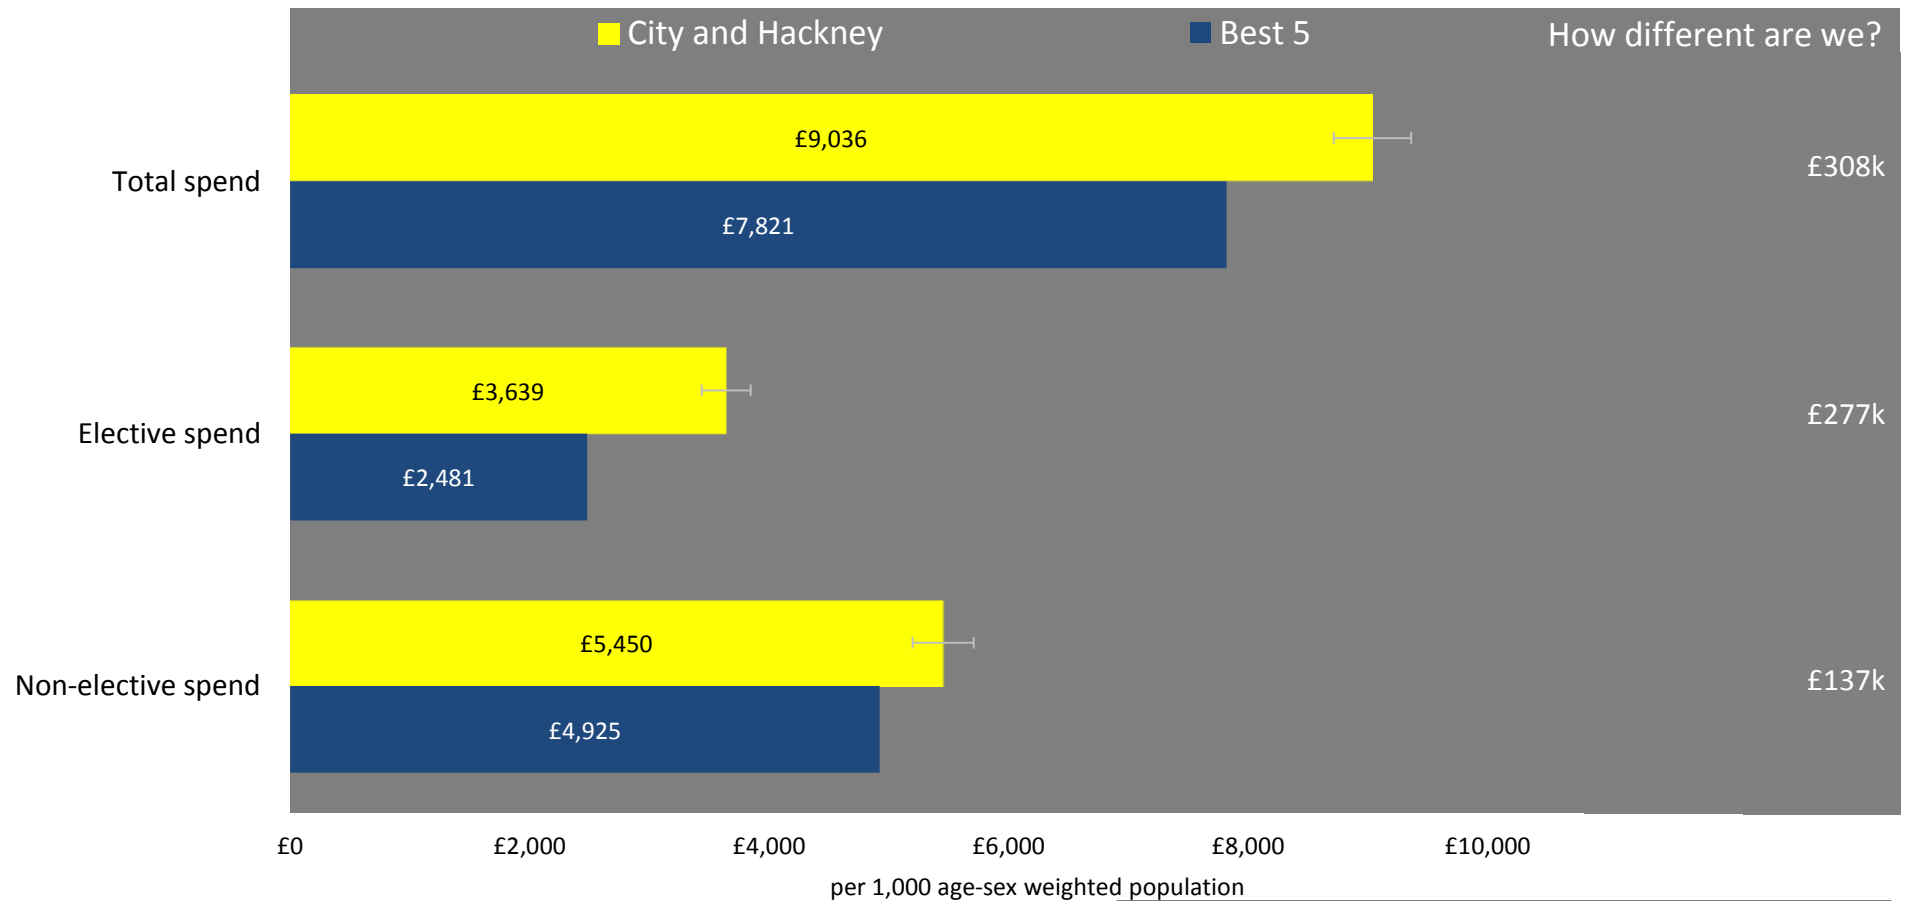 City and Hackney
Best 5
How different are we?
Total spend
£9,036
£7,821
£308k
Elective spend
£3,639
£2,481
£277k
Non-elective spend
£5,450
£4,925
£137k
£0
£2,000
£4,000
£6,000
£8,000
£10,000
per 1,000 age-sex weighted population